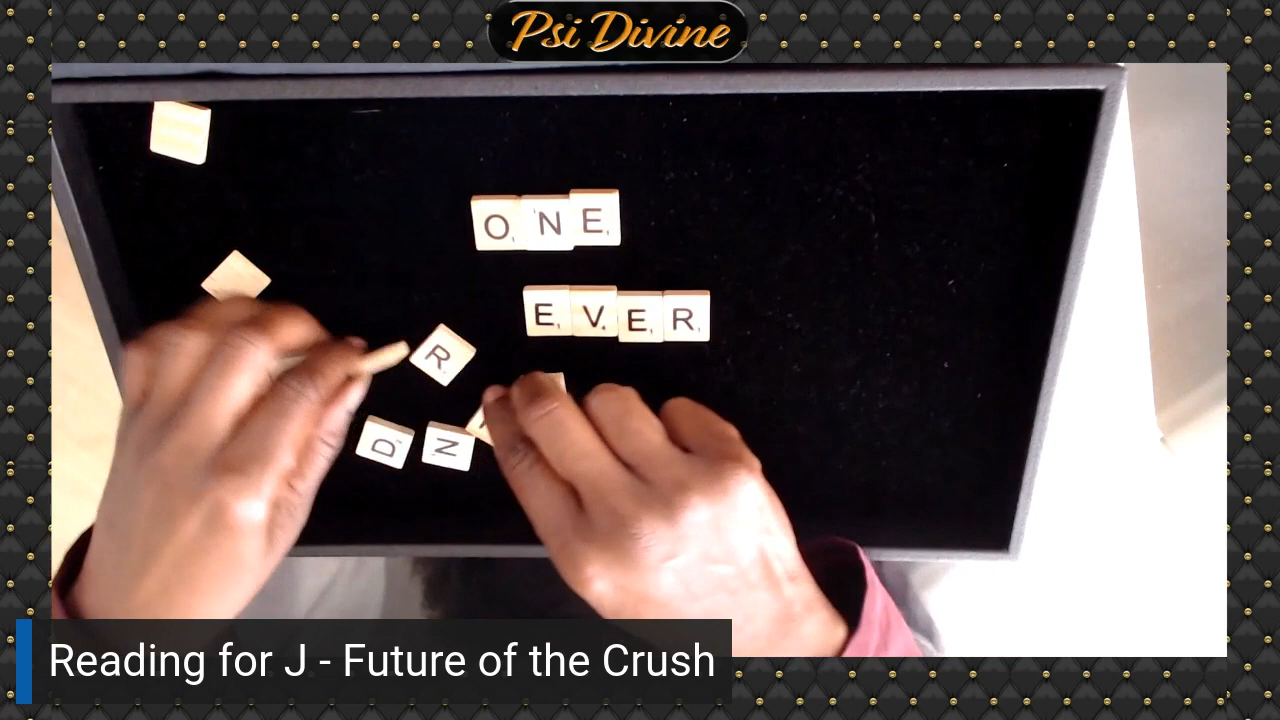 Psi Divine
ONE
EVER
R
D N
Reading for J - Future of the Crush